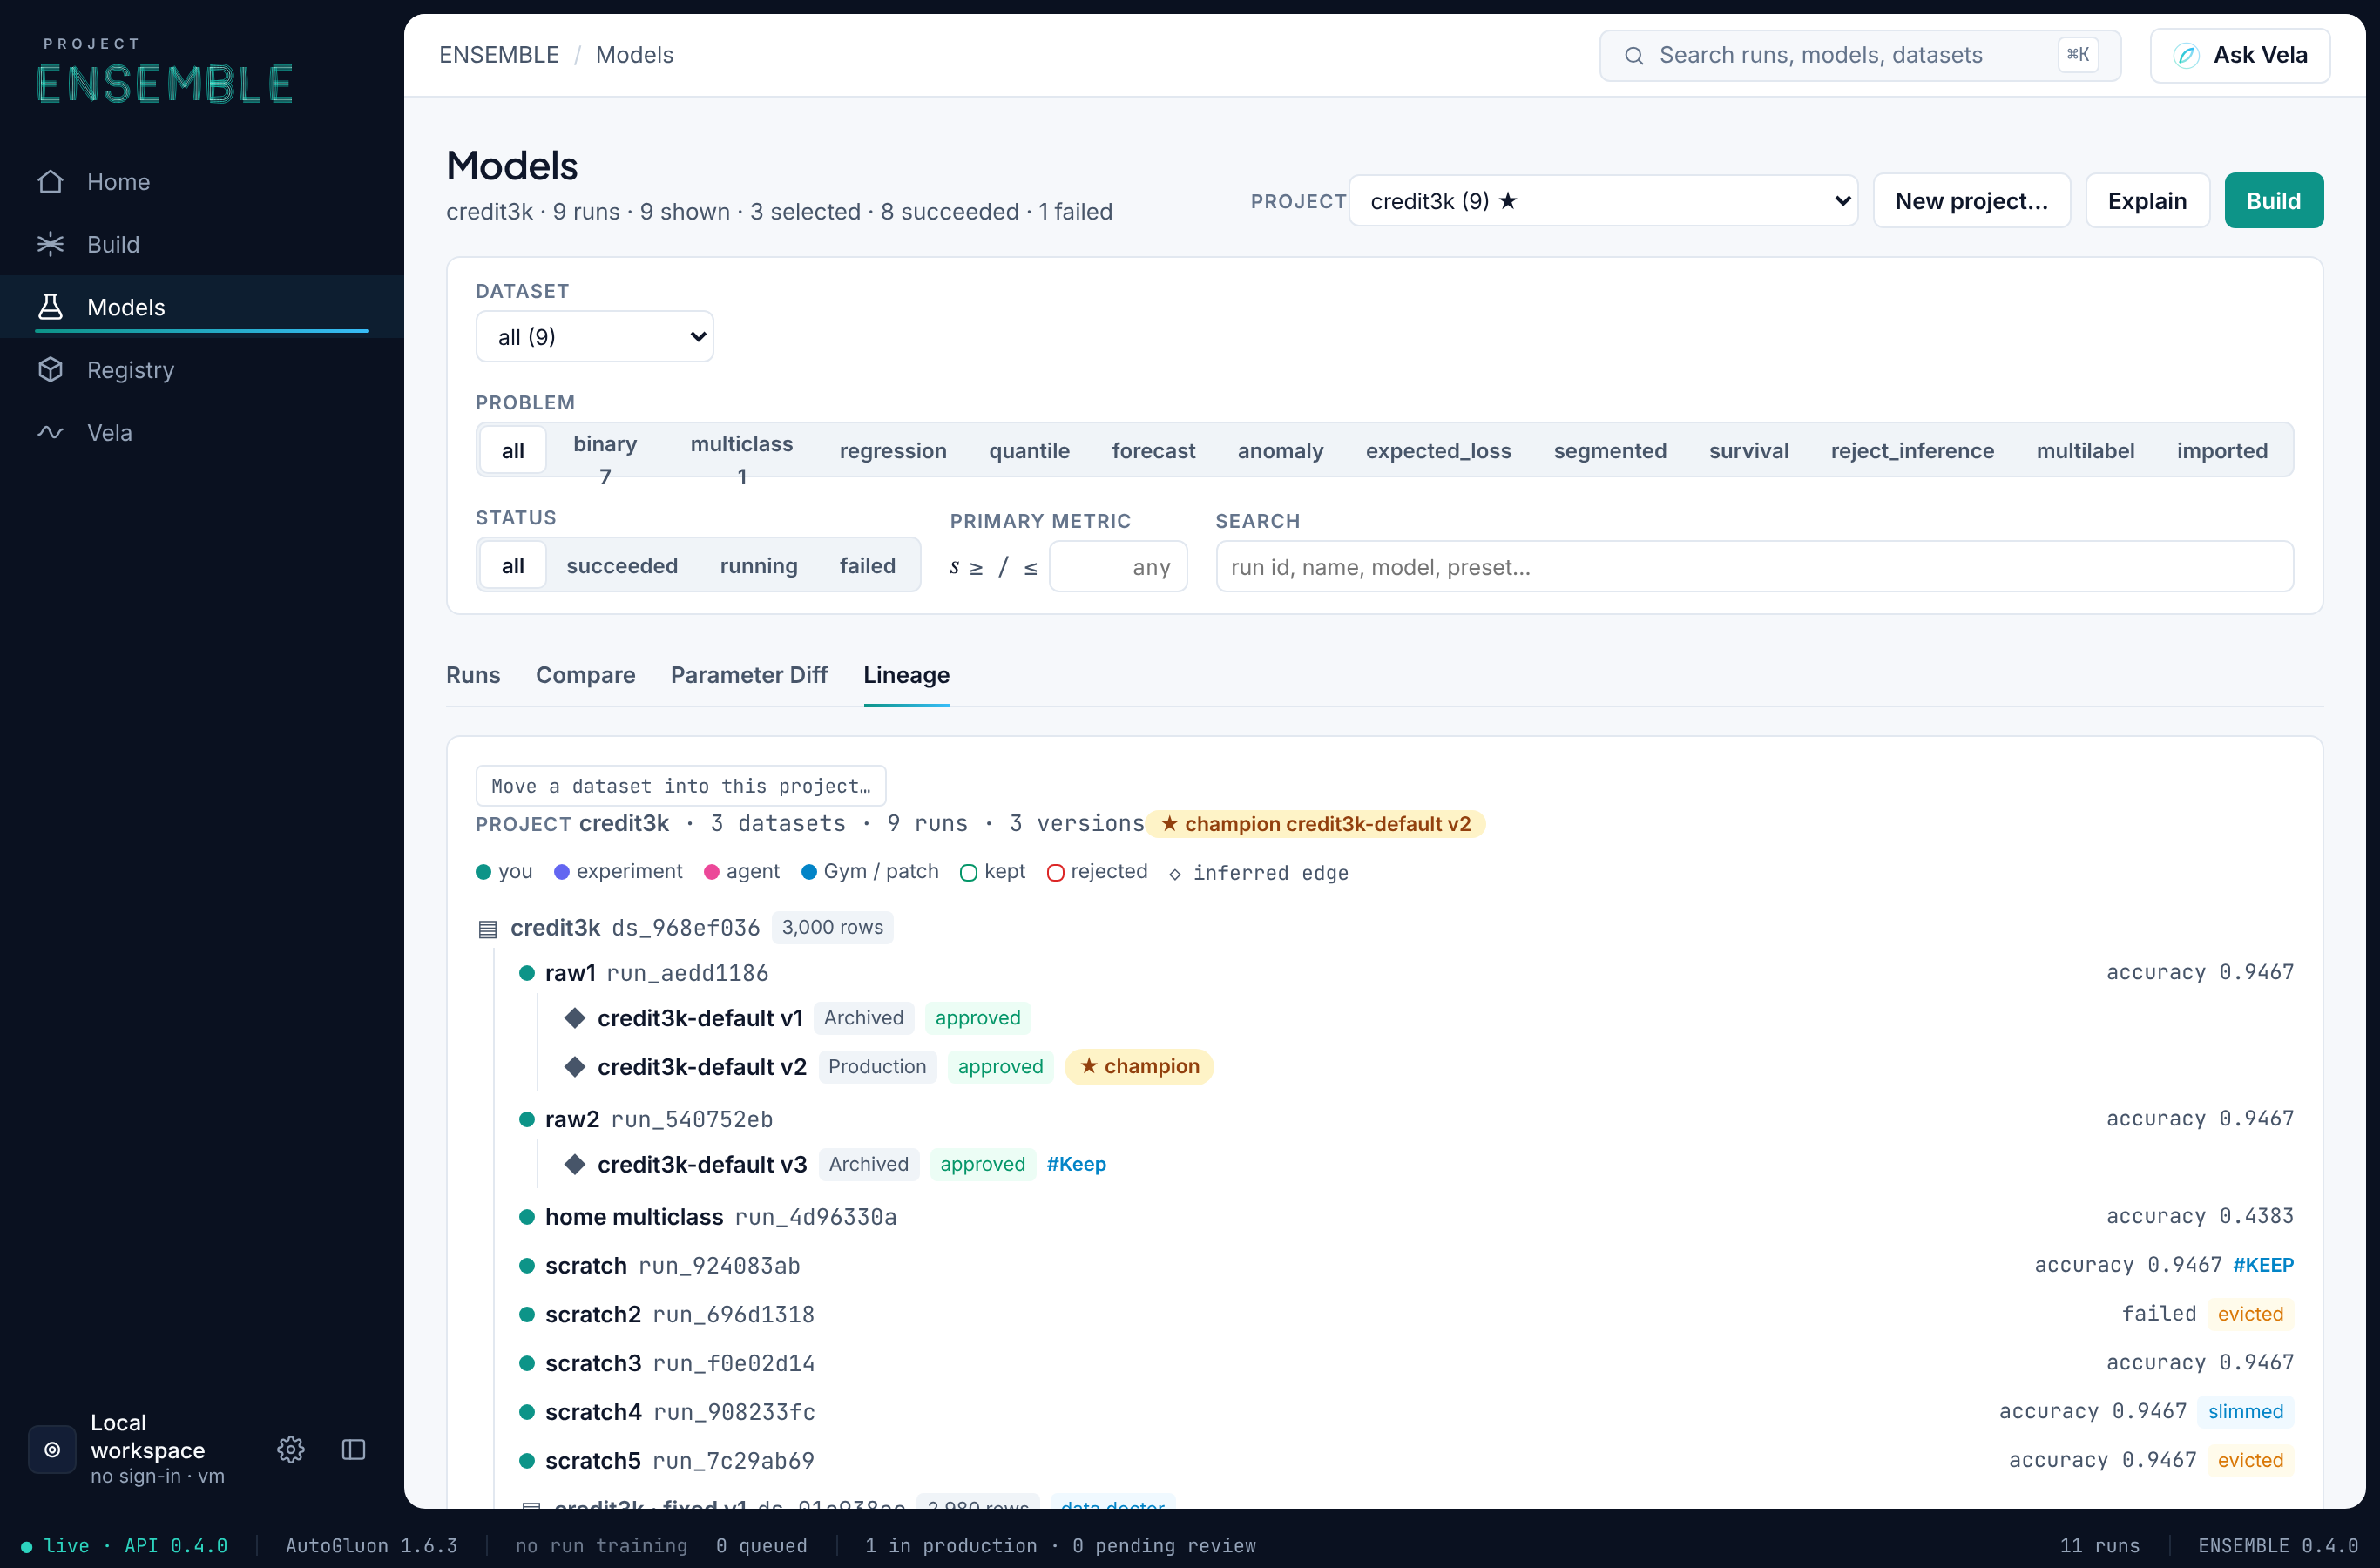 PROJECT
ENSEMBLE
Home
Build
Models
Registry
Vela
Local
workspace
no sign-in · vm
ENSEMBLE / Models
Search runs, models, datasets ⌘K
Ask Vela
Models
credit3k · 9 runs · 9 shown · 3 selected · 8 succeeded · 1 failed
PROJECT credit3k (9) ★ New project… Explain Build
DATASET
all (9)
PROBLEM
all binary 7 multiclass 1 regression quantile forecast anomaly expected_loss segmented survival reject_inference multilabel imported
STATUS
all succeeded running failed
PRIMARY METRIC
s ≥ / ≤ any
SEARCH
run id, name, model, preset…
Runs Compare Parameter Diff Lineage
Move a dataset into this project…
PROJECT credit3k · 3 datasets · 9 runs · 3 versions ★ champion credit3k-default v2
you experiment agent Gym / patch kept rejected ◇ inferred edge
credit3k ds_968ef036 3,000 rows
raw1 run_aedd1186 accuracy 0.9467
credit3k-default v1 Archived approved
credit3k-default v2 Production approved ★ champion
raw2 run_540752eb accuracy 0.9467
credit3k-default v3 Archived approved #Keep
home multiclass run_4d96330a accuracy 0.4383
scratch run_924083ab accuracy 0.9467 #KEEP
scratch2 run_696d1318 failed evicted
scratch3 run_f0e02d14 accuracy 0.9467
scratch4 run_908233fc accuracy 0.9467 slimmed
scratch5 run_7c29ab69 accuracy 0.9467 evicted
credit3k · fixed v1 2,980 rows data doctor
live · API 0.4.0 AutoGluon 1.6.3 no run training 0 queued 1 in production · 0 pending review 11 runs ENSEMBLE 0.4.0